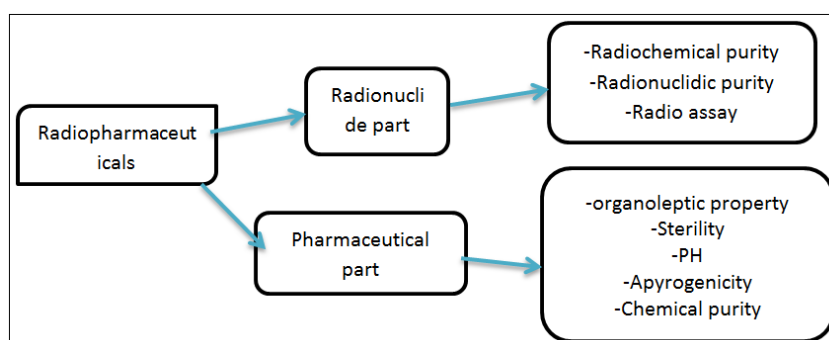 Radiopharmaceut
icals
Radionucli
de part
-Radiochemical purity
-Radionuclidic purity
-Radio assay
Pharmaceutical
part
-organoleptic property
-Sterility
-PH
-Apyrogenicity
-Chemical purity